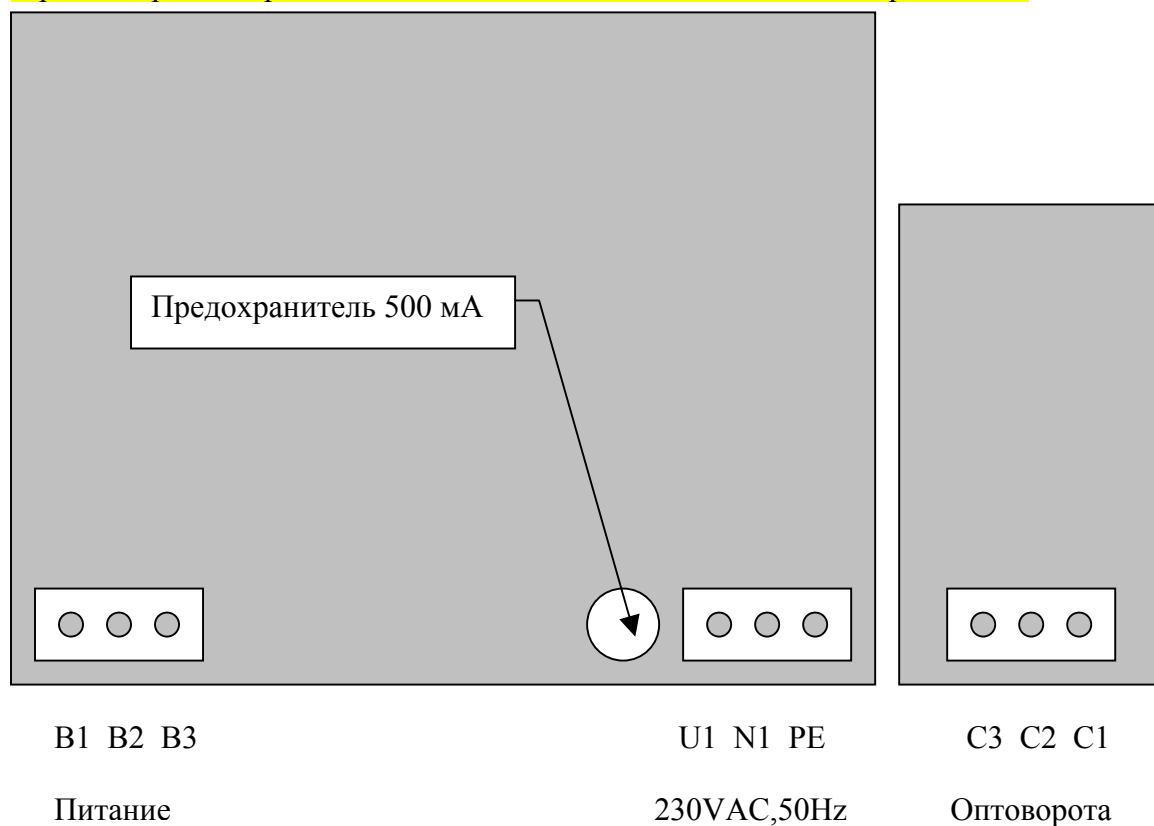 Предохранитель 500 мА
B1 B2 B3
U1 N1 PE
C3 C2 C1
Питание
230VAC,50Hz
Оптоворота